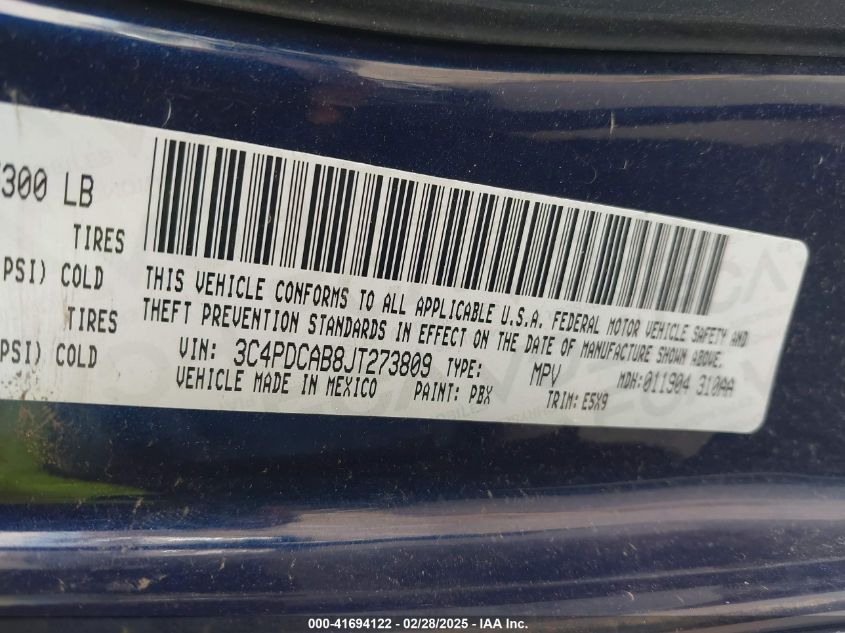 300 LB
TIRES
PSI) COLD
TIRES
PSI) COLD
THIS VEHICLE CONFORMS TO ALL APPLICABLE U.S.A. FEDERAL MOTOR VEHICLE SAFETY AND
THEFT PREVENTION STANDARDS IN EFFECT ON THE DATE OF MANUFACTURE SHOWN ABOVE.
VIN: 3C4PDCAB8JT273809 TYPE: MPV MDH:011904 310AA
VEHICLE MADE IN MEXICO PAINT: PBX TRIM: E5X9
000-41694122 - 02/28/2025 - IAA Inc.